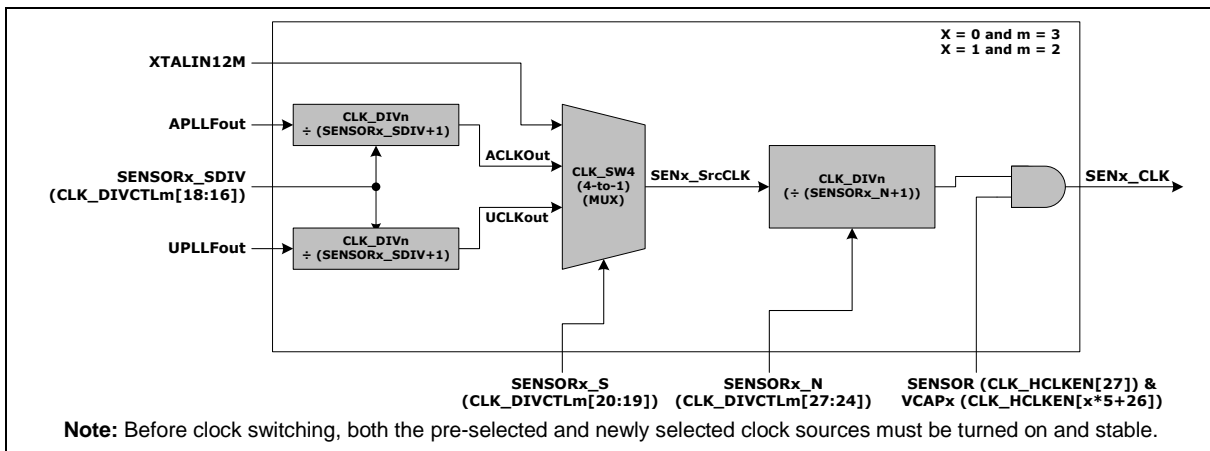 X = 0 and m = 3
X = 1 and m = 2
XTALIN12M
APLLFout
CLK_DIVn
÷ (SENSORx_SDIV+1)
ACLKOut
SENSORx_SDIV
(CLK_DIVCTLm[18:16])
UPLLFout
CLK_DIVn
÷ (SENSORx_SDIV+1)
UCLKout
CLK_SW4
(4-to-1)
(MUX)
SENx_SrcCLK
CLK_DIVn
(÷ (SENSORx_N+1))
SENx_CLK
SENSORx_S
(CLK_DIVCTLm[20:19])
SENSORx_N
(CLK_DIVCTLm[27:24])
SENSOR (CLK_HCLKEN[27]) &
VCAPx (CLK_HCLKEN[x*5+26])
Note: Before clock switching, both the pre-selected and newly selected clock sources must be turned on and stable.